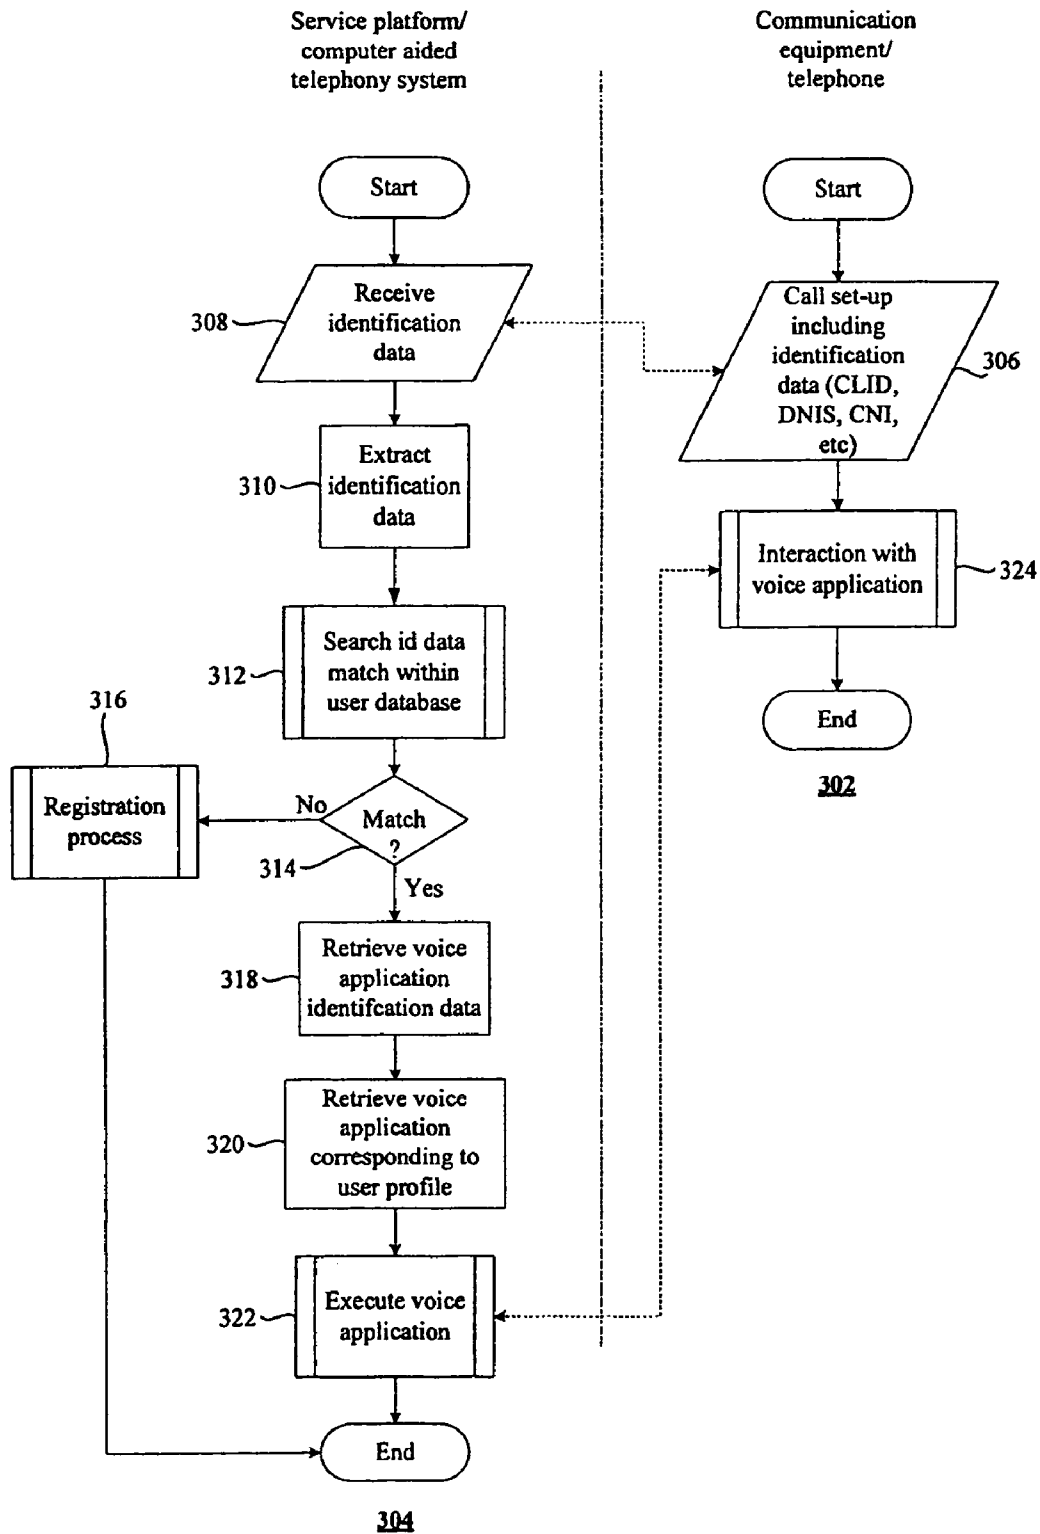 Service platform/
computer aided
telephony system
Communication
equipment/
telephone
Start
Start
Receive
identification
data
308
Call set-up
including
identification
data (CLID,
DNIS, CNI,
etc)
306
Extract
identification
data
310
Interaction with
voice application
324
Search id data
match within
user database
312
End
302
316
Registration
process
No
Match
?
314
Yes
Retrieve voice
application
identifcation data
318
Retrieve voice
application
corresponding to
user profile
320
Execute voice
application
322
End
304